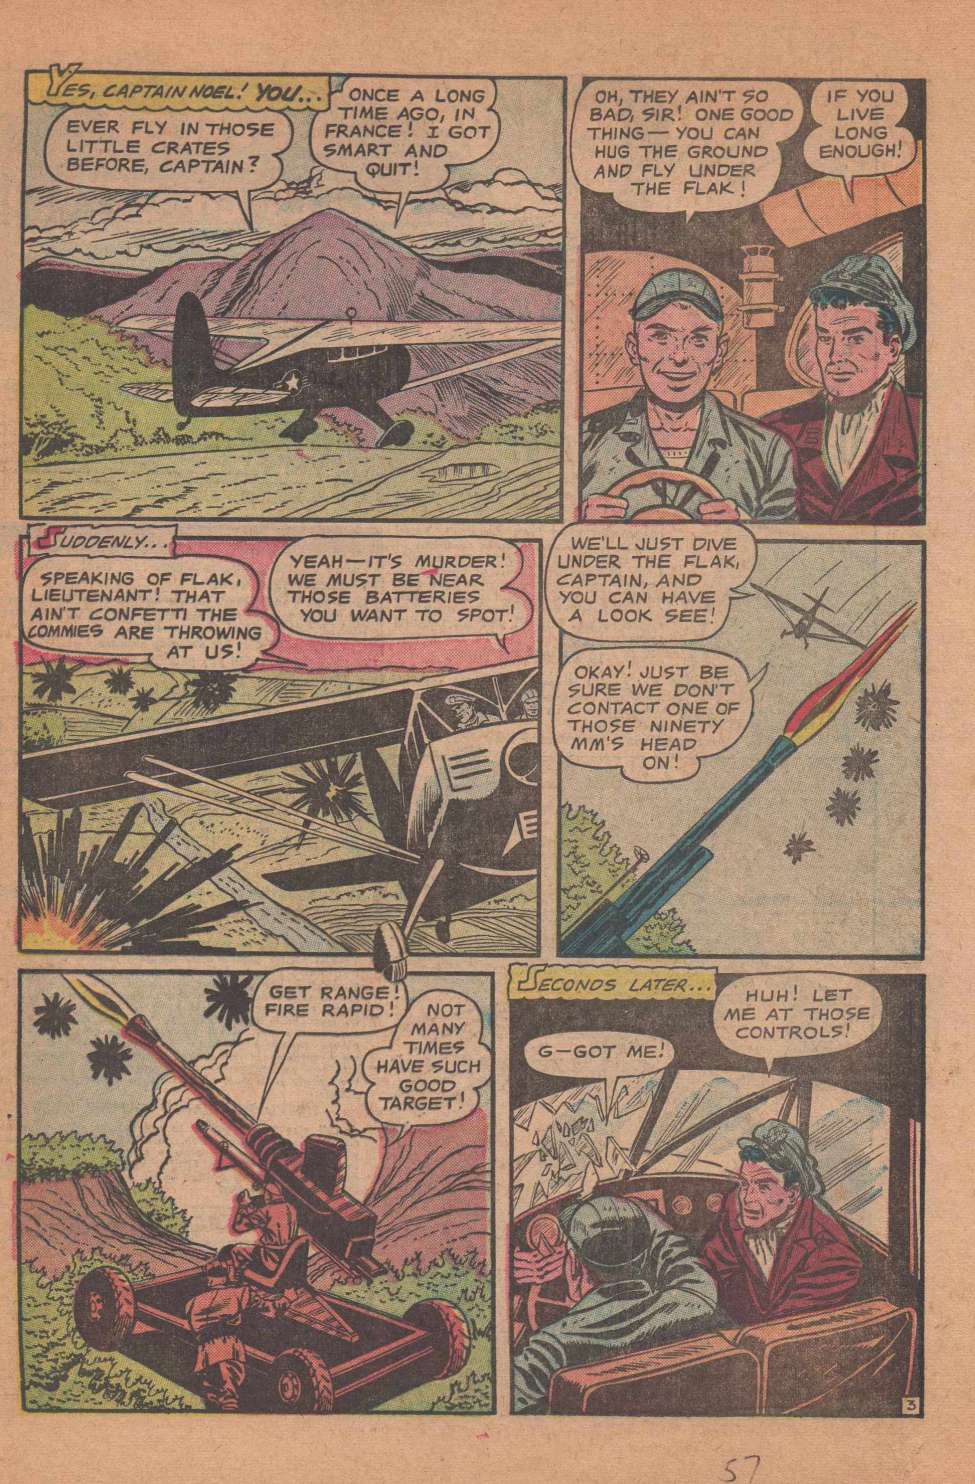 YES, CAPTAIN NOEL! YOU...
EVER FLY IN THOSE
LITTLE CRATES
BEFORE, CAPTAIN?
ONCE A LONG
TIME AGO, IN
FRANCE! I GOT
SMART AND
QUIT!
OH, THEY AIN'T SO
BAD, SIR! ONE GOOD
THING—YOU CAN
HUG THE GROUND
AND FLY UNDER
THE FLAK!
IF YOU
LIVE
LONG
ENOUGH!
SUDDENLY...
SPEAKING OF FLAK,
LIEUTENANT! THAT
AIN'T CONFETTI THE
COMMIES ARE THROWING
AT US!
YEAH—IT'S MURDER!
WE MUST BE NEAR
THOSE BATTERIES
YOU WANT TO SPOT!
WE'LL JUST DIVE
UNDER THE FLAK,
CAPTAIN, AND
YOU CAN HAVE
A LOOK SEE!
OKAY! JUST BE
SURE WE DON'T
CONTACT ONE OF
THOSE NINETY
MM'S HEAD
ON!
GET RANGE!
FIRE RAPID!
NOT
MANY
TIMES
HAVE SUCH
GOOD
TARGET!
SECONDS LATER...
G-GOT ME!
HUH! LET
ME AT THOSE
CONTROLS!
3
57